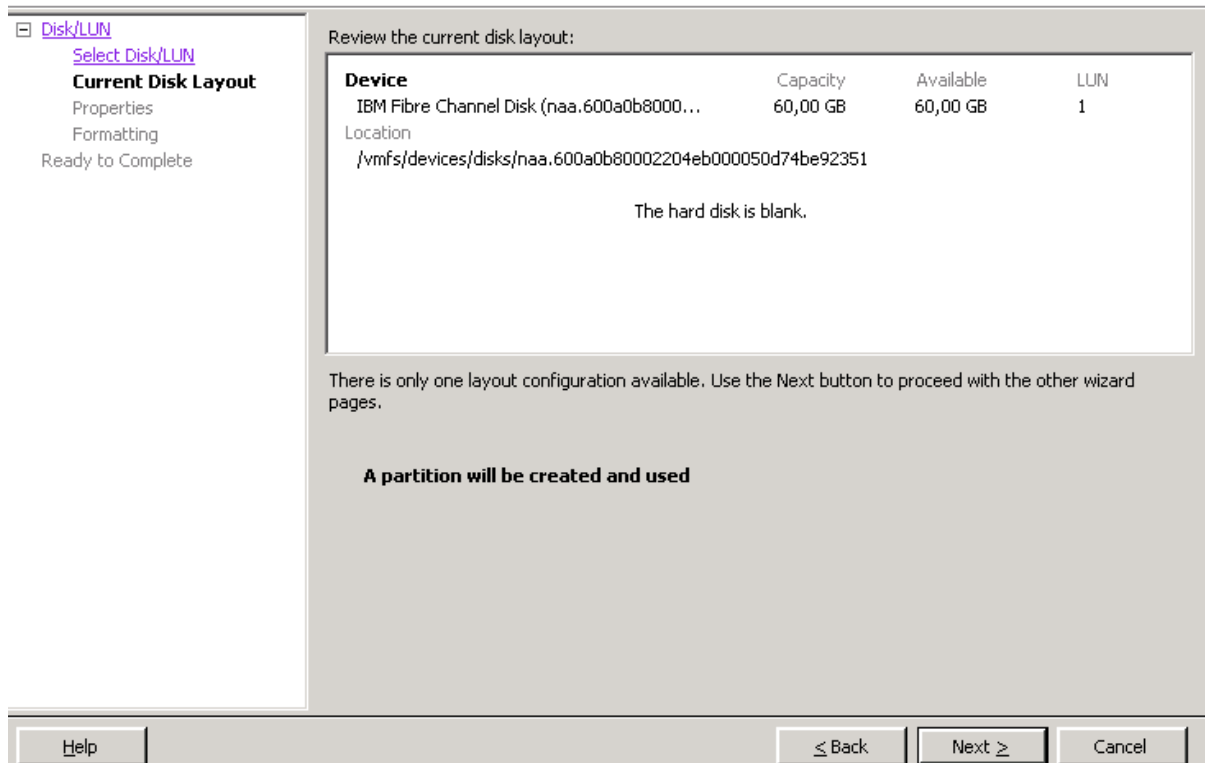 Disk/LUN
Select Disk/LUN
Current Disk Layout
Properties
Formatting
Ready to Complete
Review the current disk layout:
Device Capacity Available LUN
IBM Fibre Channel Disk (naa.600a0b8000... 60,00 GB 60,00 GB 1
Location
/vmfs/devices/disks/naa.600a0b80002204eb000050d74be92351
The hard disk is blank.
There is only one layout configuration available. Use the Next button to proceed with the other wizard
pages.
A partition will be created and used
Help ≤ Back Next ≥ Cancel